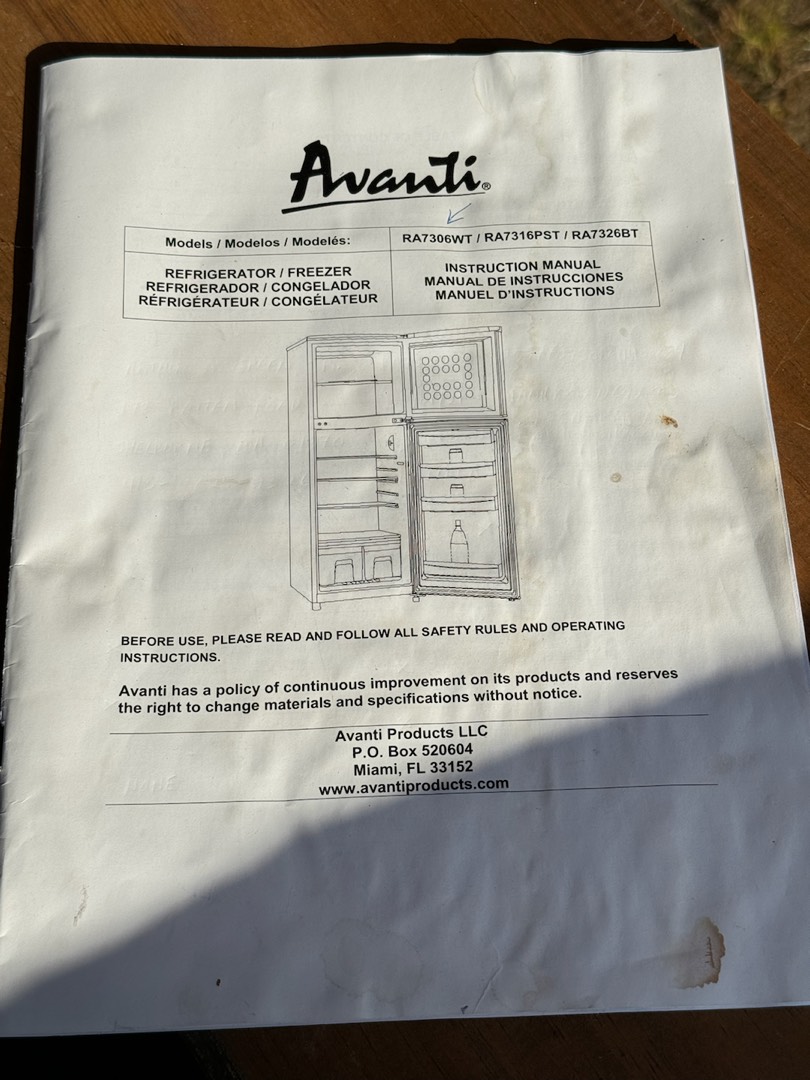 Avanti®
Models / Modelos / Modelés:
RA7306WT / RA7316PST / RA7326BT
REFRIGERATOR / FREEZER
REFRIGERADOR / CONGELADOR
RÉFRIGÉRATEUR / CONGÉLATEUR
INSTRUCTION MANUAL
MANUAL DE INSTRUCCIONES
MANUEL D'INSTRUCTIONS
BEFORE USE, PLEASE READ AND FOLLOW ALL SAFETY RULES AND OPERATING
INSTRUCTIONS.
Avanti has a policy of continuous improvement on its products and reserves
the right to change materials and specifications without notice.
Avanti Products LLC
P.O. Box 520604
Miami, FL 33152
www.avantiproducts.com